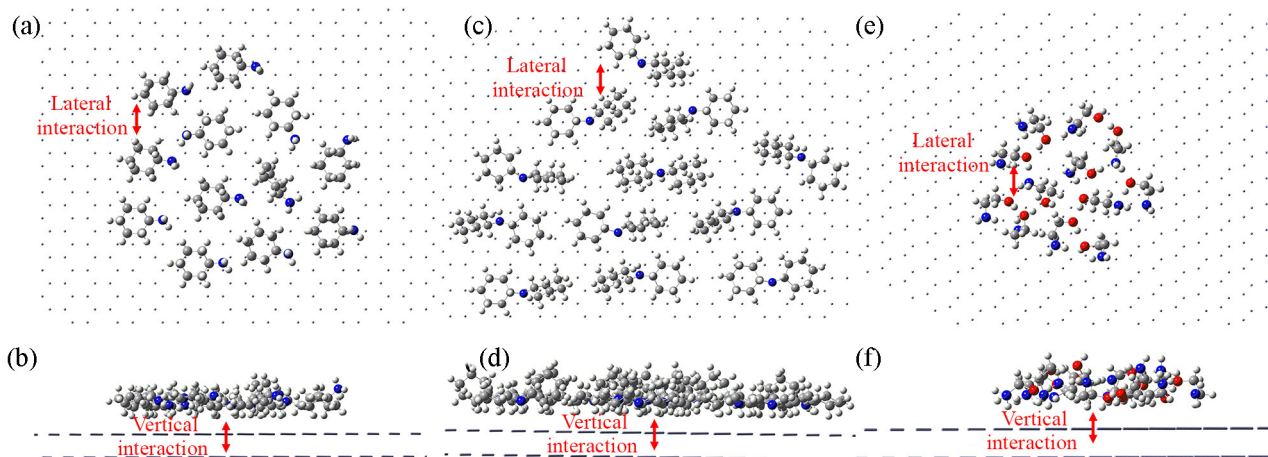 (a)
(c)
(e)
Lateral
interaction
Lateral
interaction
Lateral
interaction
(b)
(d)
(f)
Vertical
interaction
Vertical
interaction
Vertical
interaction